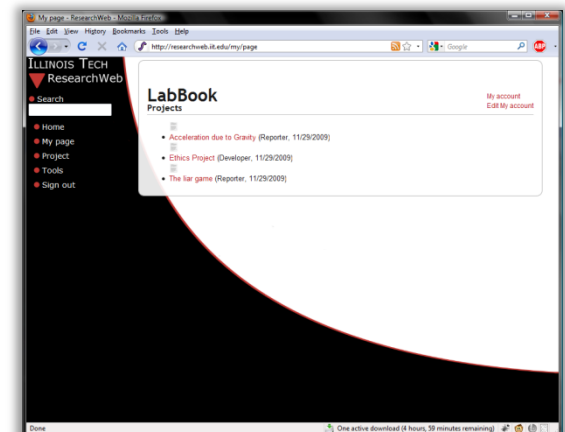 My page - ResearchWeb - Mozilla Firefox
File Edit View History Bookmarks Tools Help
http://researchweb.iit.edu/my/page
Google
ABP
ILLINOIS TECH
ResearchWeb
Search
Home
My page
Project
Tools
Sign out
LabBook
Projects
My account
Edit My account
Acceleration due to Gravity (Reporter, 11/29/2009)
Ethics Project (Developer, 11/29/2009)
The liar game (Reporter, 11/29/2009)
Done
One active download (4 hours, 59 minutes remaining)